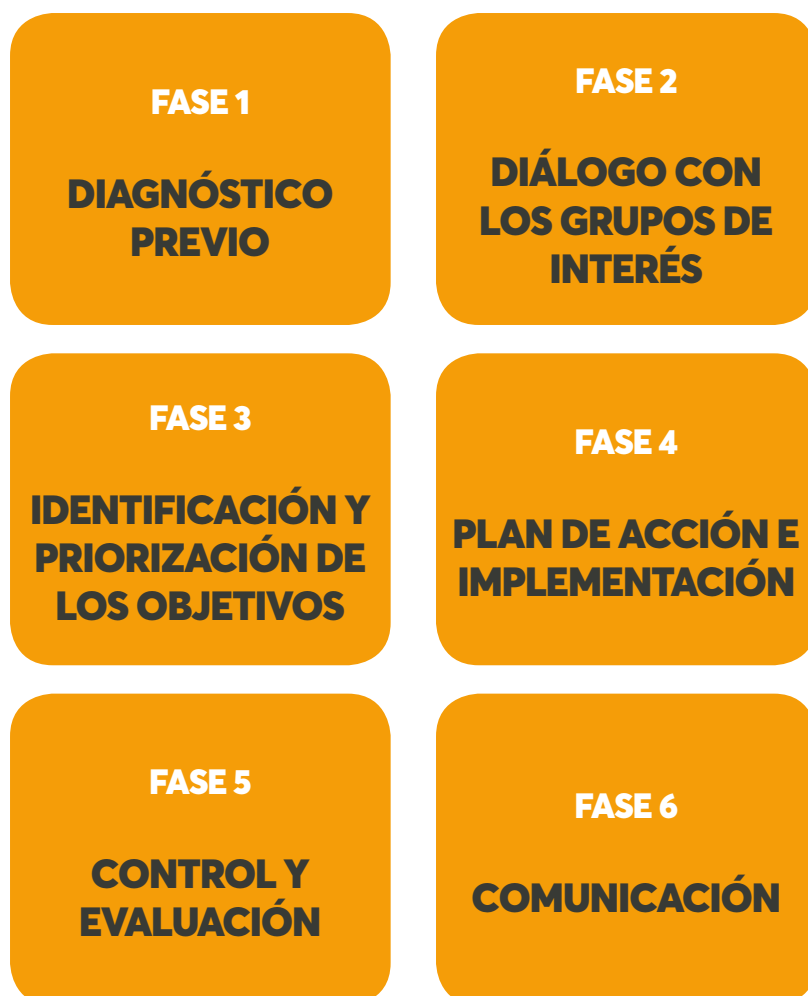 FASE 1
DIAGNÓSTICO
PREVIO
FASE 2
DIÁLOGO CON
LOS GRUPOS DE
INTERÉS
FASE 3
IDENTIFICACIÓN Y
PRIORIZACIÓN DE
LOS OBJETIVOS
FASE 4
PLAN DE ACCIÓN E
IMPLEMENTACIÓN
FASE 5
CONTROL Y
EVALUACIÓN
FASE 6
COMUNICACIÓN